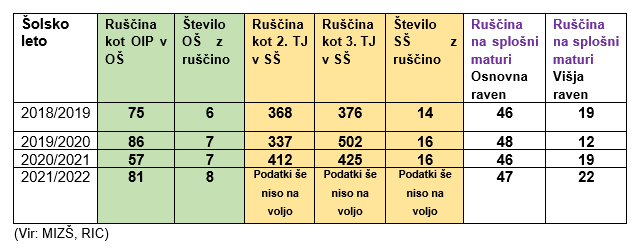 Šolsko leto | Ruščina kot OIP v OŠ | Število OŠ z ruščino | Ruščina kot 2. TJ v SŠ | Ruščina kot 3. TJ v SŠ | Število SŠ z ruščino | Ruščina na splošni maturi Osnovna raven | Ruščina na splošni maturi Višja raven
2018/2019 | 75 | 6 | 368 | 376 | 14 | 46 | 19
2019/2020 | 86 | 7 | 337 | 502 | 16 | 48 | 12
2020/2021 | 57 | 7 | 412 | 425 | 16 | 46 | 19
2021/2022 | 81 | 8 | Podatki še niso na voljo | Podatki še niso na voljo | Podatki še niso na voljo | 47 | 22
(Vir: MIZŠ, RIC)